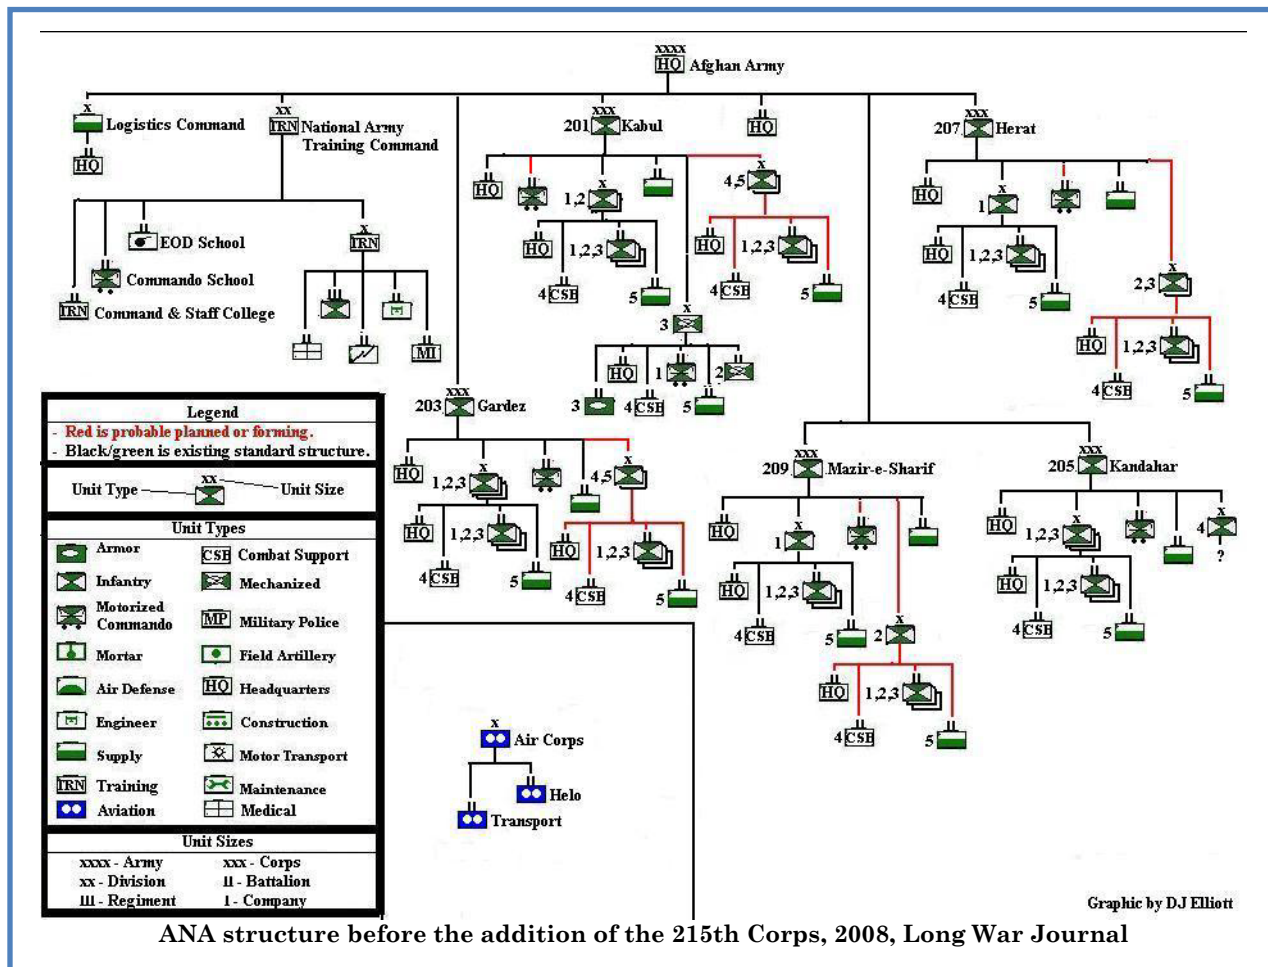 xxxx
HQ Afghan Army
x
Logistics Command
HQ
xx
TRN National Army
Training Command
EOD School
Commando School
TRN Command & Staff College
x
TRN
MI
xxx
201 Kabul
HQ
x
1,2
HQ
1,2,3
4 CSB
5
x
4,5
HQ
1,2,3
4 CSB
5
x
3
HQ
1
2
3
4 CSB
5
HQ
xxx
207 Herat
HQ
x
1
HQ
1,2,3
4 CSB
5
x
2,3
HQ
1,2,3
4 CSB
5
xxx
203 Gardez
HQ
x
1,2,3
HQ
1,2,3
4 CSB
5
x
4,5
HQ
1,2,3
4 CSB
5
xxx
209 Mazir-e-Sharif
HQ
x
1
HQ
1,2,3
4 CSB
5
x
2
HQ
1,2,3
4 CSB
5
xxx
205 Kandahar
HQ
x
1,2,3
HQ
1,2,3
4 CSB
5
x
4
?
Legend
- Red is probable planned or forming.
- Black/green is existing standard structure.
xx
Unit Type Unit Size
Unit Types
Armor CSB Combat Support
Infantry Mechanized
Motorized
Commando MP Military Police
Mortar Field Artillery
Air Defense HQ Headquarters
Engineer Construction
Supply Motor Transport
TRN Training Maintenance
Aviation Medical
Unit Sizes
xxxx - Army xxx - Corps
xx - Division II - Battalion
III - Regiment I - Company
x
Air Corps
Helo
Transport
Graphic by DJ Elliott
ANA structure before the addition of the 215th Corps, 2008, Long War Journal